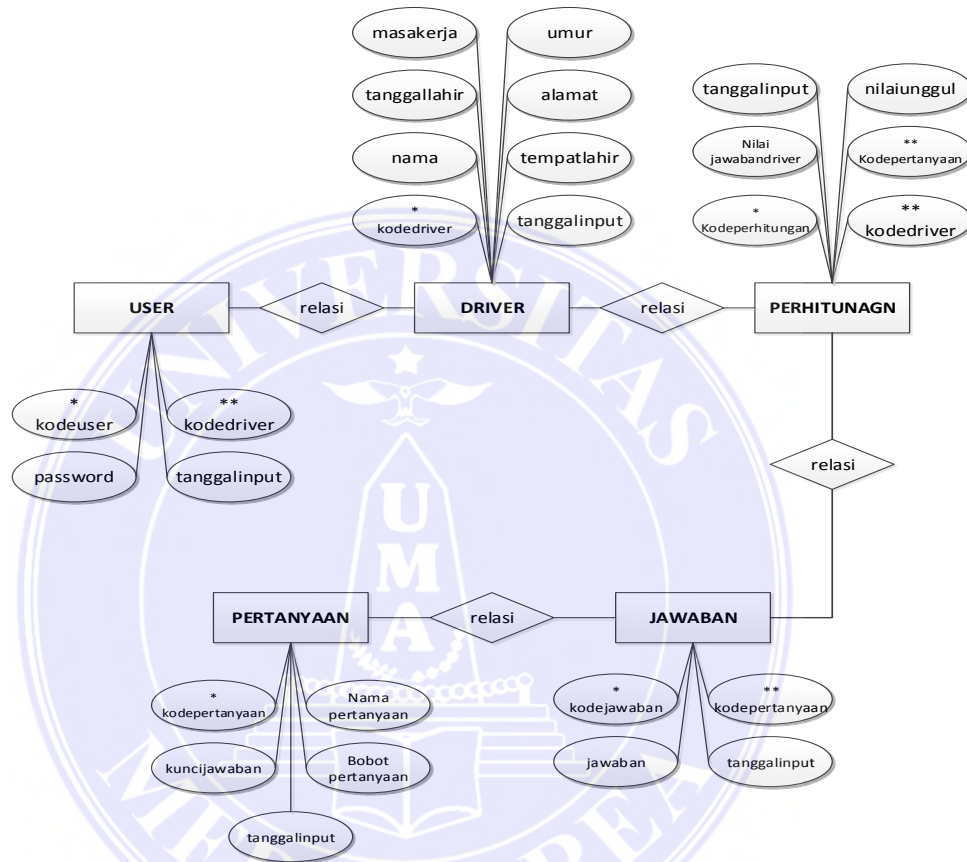 masakerja
umur
tanggallahir
alamat
nama
tempatlahir
*
kodedriver
tanggalinput
tanggalinput
nilaiunggul
Nilai
jawabandriver
**
Kodepertanyaan
*
Kodeperhitungan
**
kodedriver
USER
relasi
DRIVER
relasi
PERHITUNAGN
*
kodeuser
**
kodedriver
password
tanggalinput
relasi
PERTANYAAN
relasi
JAWABAN
*
kodepertanyaan
Nama
pertanyaan
kuncijawaban
Bobot
pertanyaan
tanggalinput
*
kodejawaban
**
kodepertanyaan
jawaban
tanggalinput
UNIVERSITAS
U
M
A